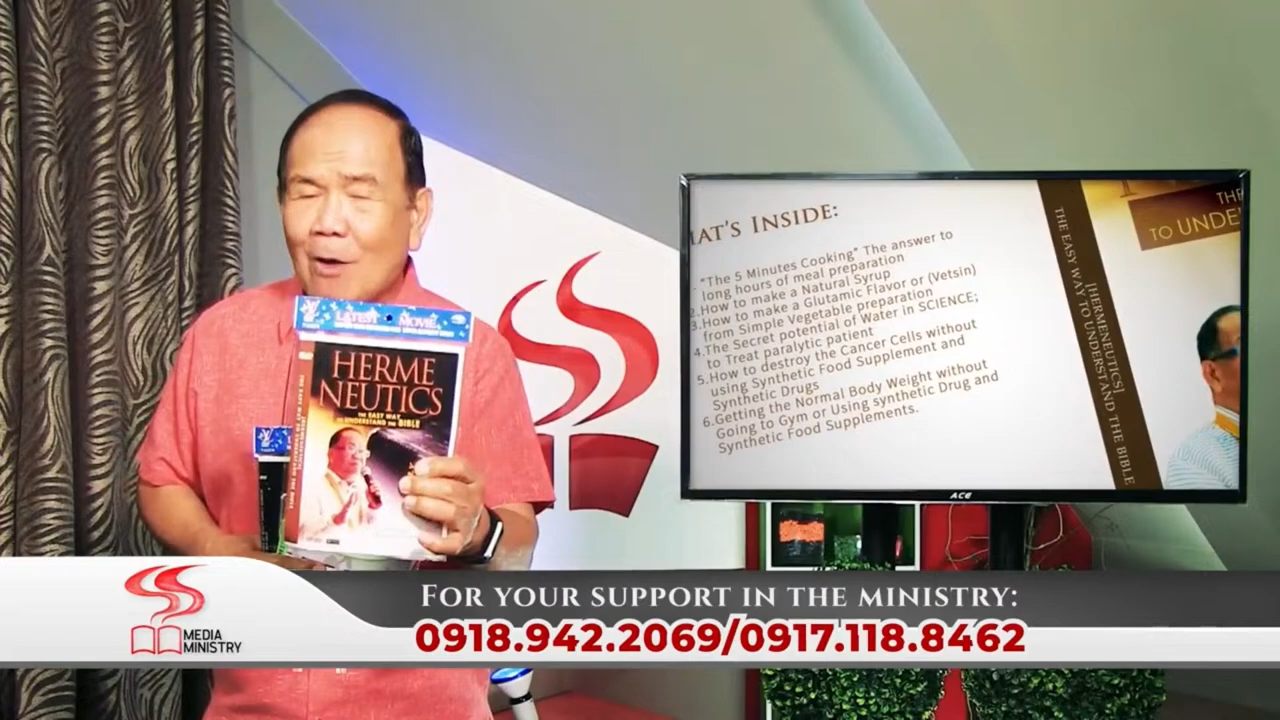 LATEST MOVIE
HERME
NEUTICS
THE EASY WAY
TO UNDERSTAND THE BIBLE
IAT'S INSIDE:
"The 5 Minutes Cooking" The answer to
long hours of meal preparation
2.How to make a Natural Syrup
3.How to make a Glutamic Flavor or (Vetsin)
from Simple Vegetable preparation
4.The Secret potential of Water in SCIENCE;
to Treat paralytic patient
5.How to destroy the Cancer Cells without
using Synthetic Food Supplement and
Synthetic Drugs
6.Getting the Normal Body Weight without
Going to Gym or Using synthetic Drug and
Synthetic Food Supplements.
[HERMENEUTICS]
THE EASY WAY TO UNDERSTAND THE BIBLE
THE
TO UNDE
ACE
MEDIA
MINISTRY
FOR YOUR SUPPORT IN THE MINISTRY:
0918.942.2069/0917.118.8462